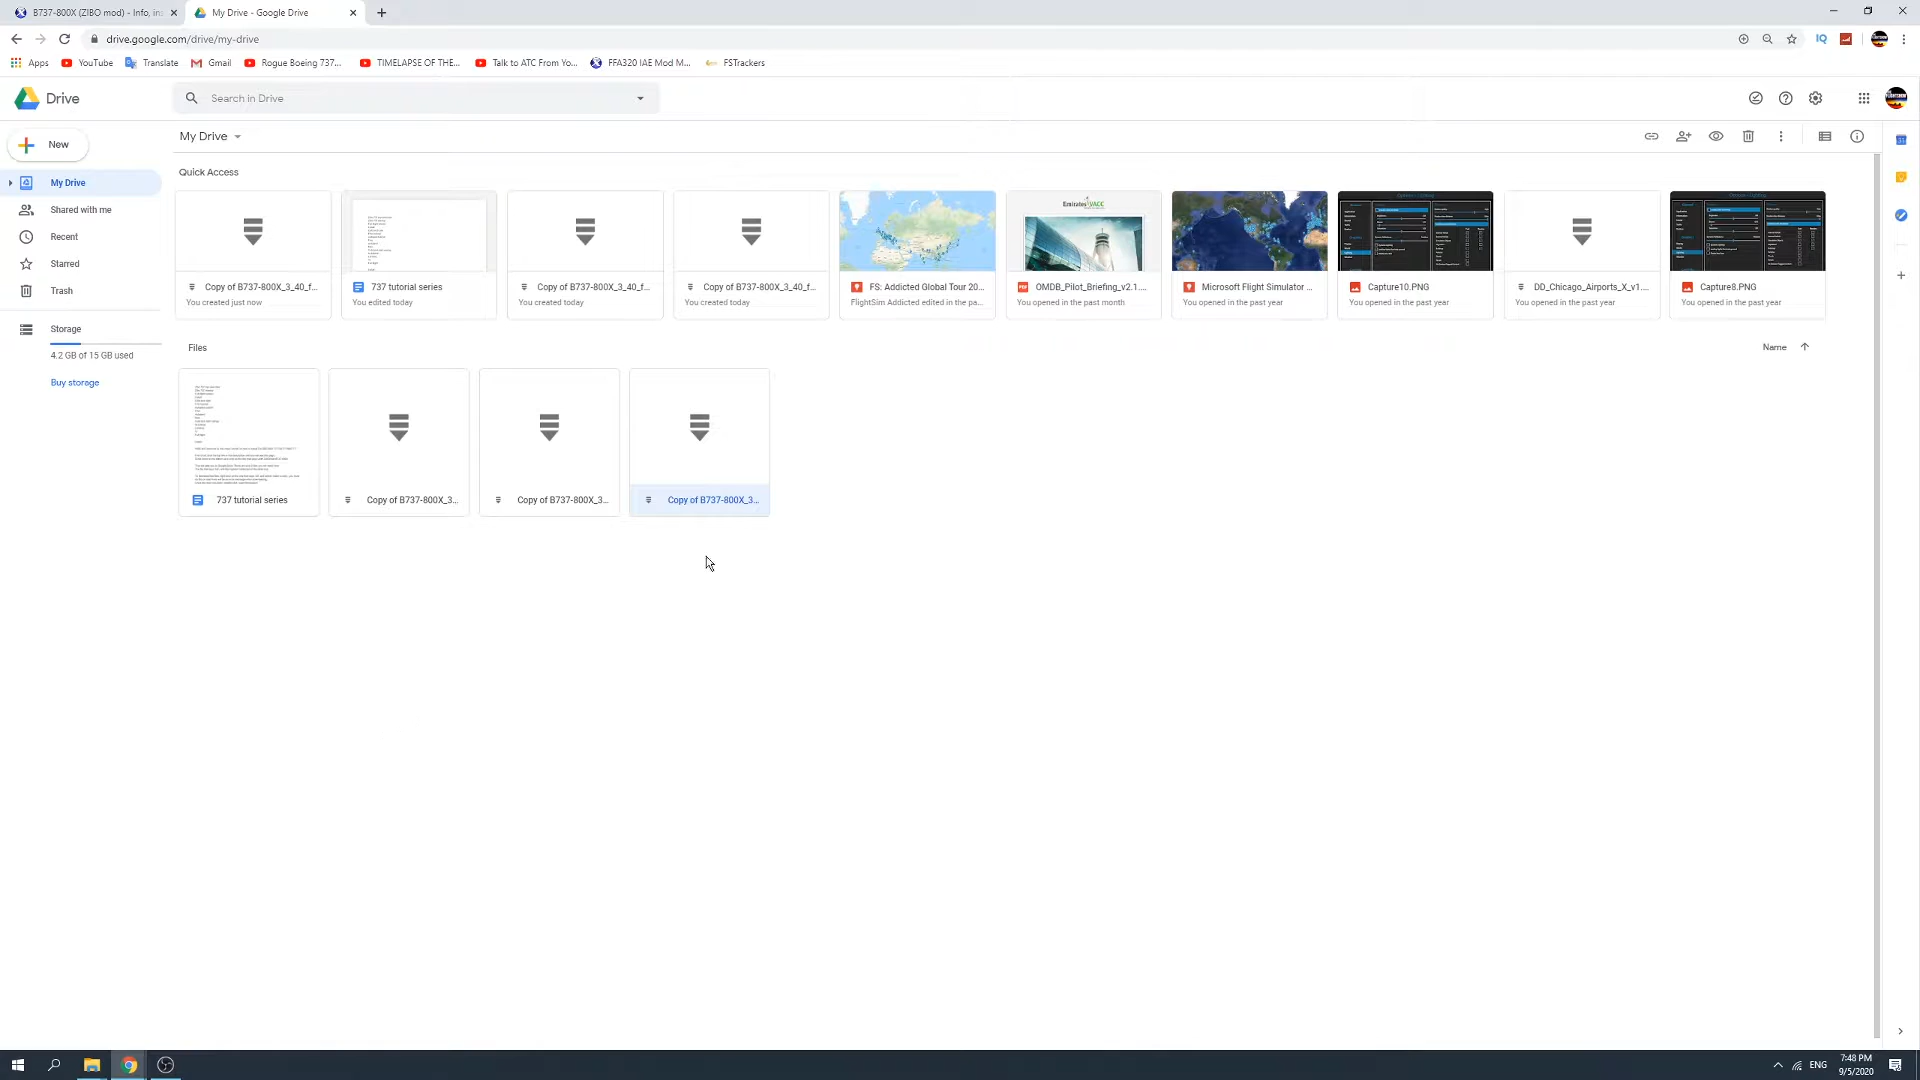 B737-800X (ZIBO mod) - Info, in
My Drive - Google Drive
drive.google.com/drive/my-drive
Apps
YouTube
Translate
Gmail
Rogue Boeing 737...
TIMELAPSE OF THE...
Talk to ATC From Yo...
FFA320 IAE Mod M...
FSTrackers
IQ
Drive
Search in Drive
New
My Drive
My Drive
Shared with me
Recent
Starred
Trash
Storage
4.2 GB of 15 GB used
Buy storage
Quick Access
Emirates VACC
Copy of B737-800X_3_40_f...
You created just now
737 tutorial series
You edited today
Copy of B737-800X_3_40_f...
You created today
Copy of B737-800X_3_40_f...
You created today
FS: Addicted Global Tour 20...
FlightSim Addicted edited in the pa...
OMDB_Pilot_Briefing_v2.1....
You opened in the past month
Microsoft Flight Simulator ...
You opened in the past year
Capture10.PNG
You opened in the past year
DD_Chicago_Airports_X_v1....
You opened in the past year
Capture8.PNG
You opened in the past year
Files
Name
737 tutorial series
Copy of B737-800X_3...
Copy of B737-800X_3...
Copy of B737-800X_3...
ENG
7:48 PM
9/5/2020